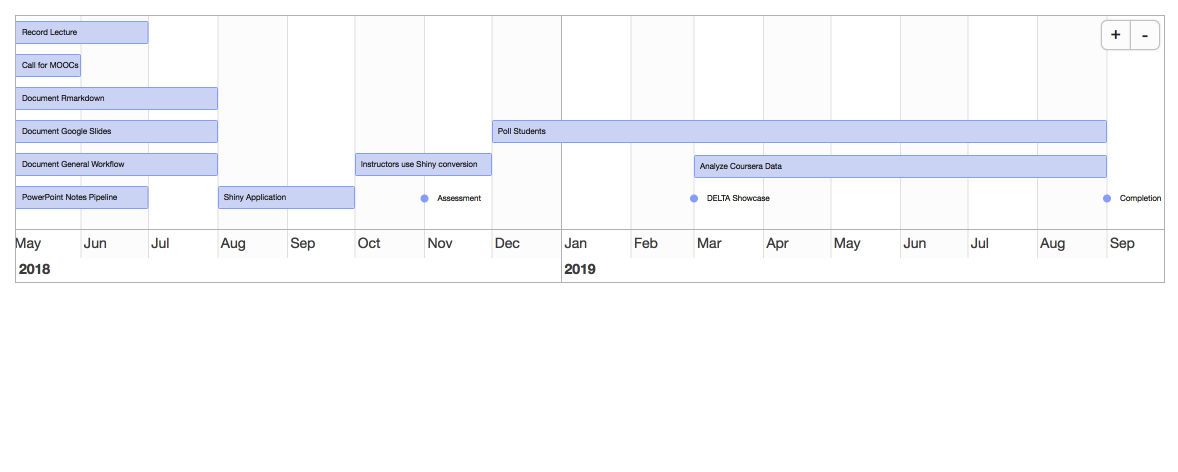 Record Lecture
+ -
Call for MOOCs
Document Rmarkdown
Document Google Slides
Poll Students
Document General Workflow
Instructors use Shiny conversion
Analyze Coursera Data
PowerPoint Notes Pipeline
Shiny Application
Assessment
DELTA Showcase
Completion
May Jun Jul Aug Sep Oct Nov Dec Jan Feb Mar Apr May Jun Jul Aug Sep
2018 2019